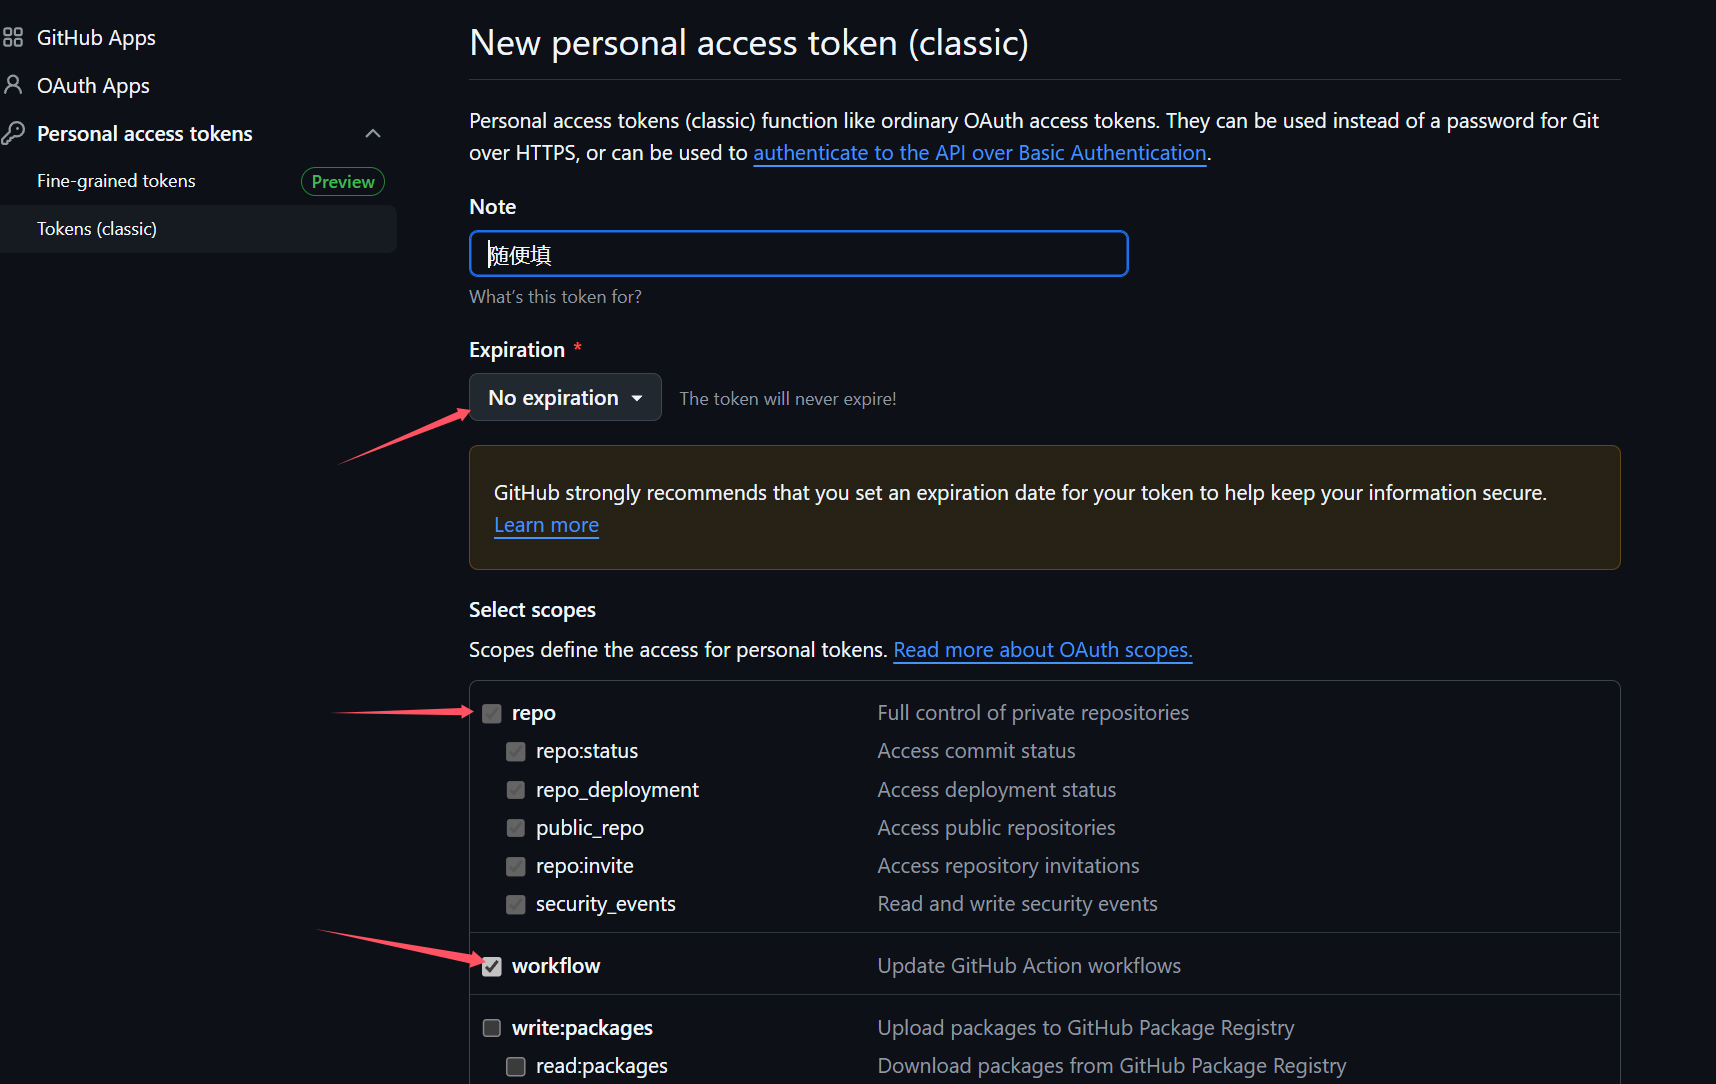 GitHub Apps
OAuth Apps
Personal access tokens
Fine-grained tokens
Preview
Tokens (classic)
New personal access token (classic)
Personal access tokens (classic) function like ordinary OAuth access tokens. They can be used instead of a password for Git
over HTTPS, or can be used to authenticate to the API over Basic Authentication.
Note
随便填
What's this token for?
Expiration *
No expiration
The token will never expire!
GitHub strongly recommends that you set an expiration date for your token to help keep your information secure.
Learn more
Select scopes
Scopes define the access for personal tokens. Read more about OAuth scopes.
repo Full control of private repositories
repo:status Access commit status
repo_deployment Access deployment status
public_repo Access public repositories
repo:invite Access repository invitations
security_events Read and write security events
workflow Update GitHub Action workflows
write:packages Upload packages to GitHub Package Registry
read:packages Download packages from GitHub Package Registry